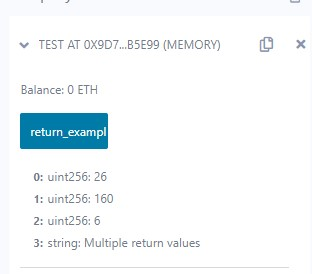 TEST AT 0X9D7...B5E99 (MEMORY)
Balance: 0 ETH
return_exampl
0: uint256: 26
1: uint256: 160
2: uint256: 6
3: string: Multiple return values